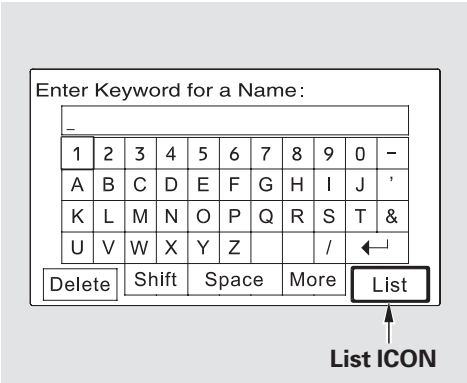 Enter Keyword for a Name:
_
1 2 3 4 5 6 7 8 9 0 -
A B C D E F G H I J '
K L M N O P Q R S T &
U V W X Y Z /
Delete Shift Space More List
List ICON